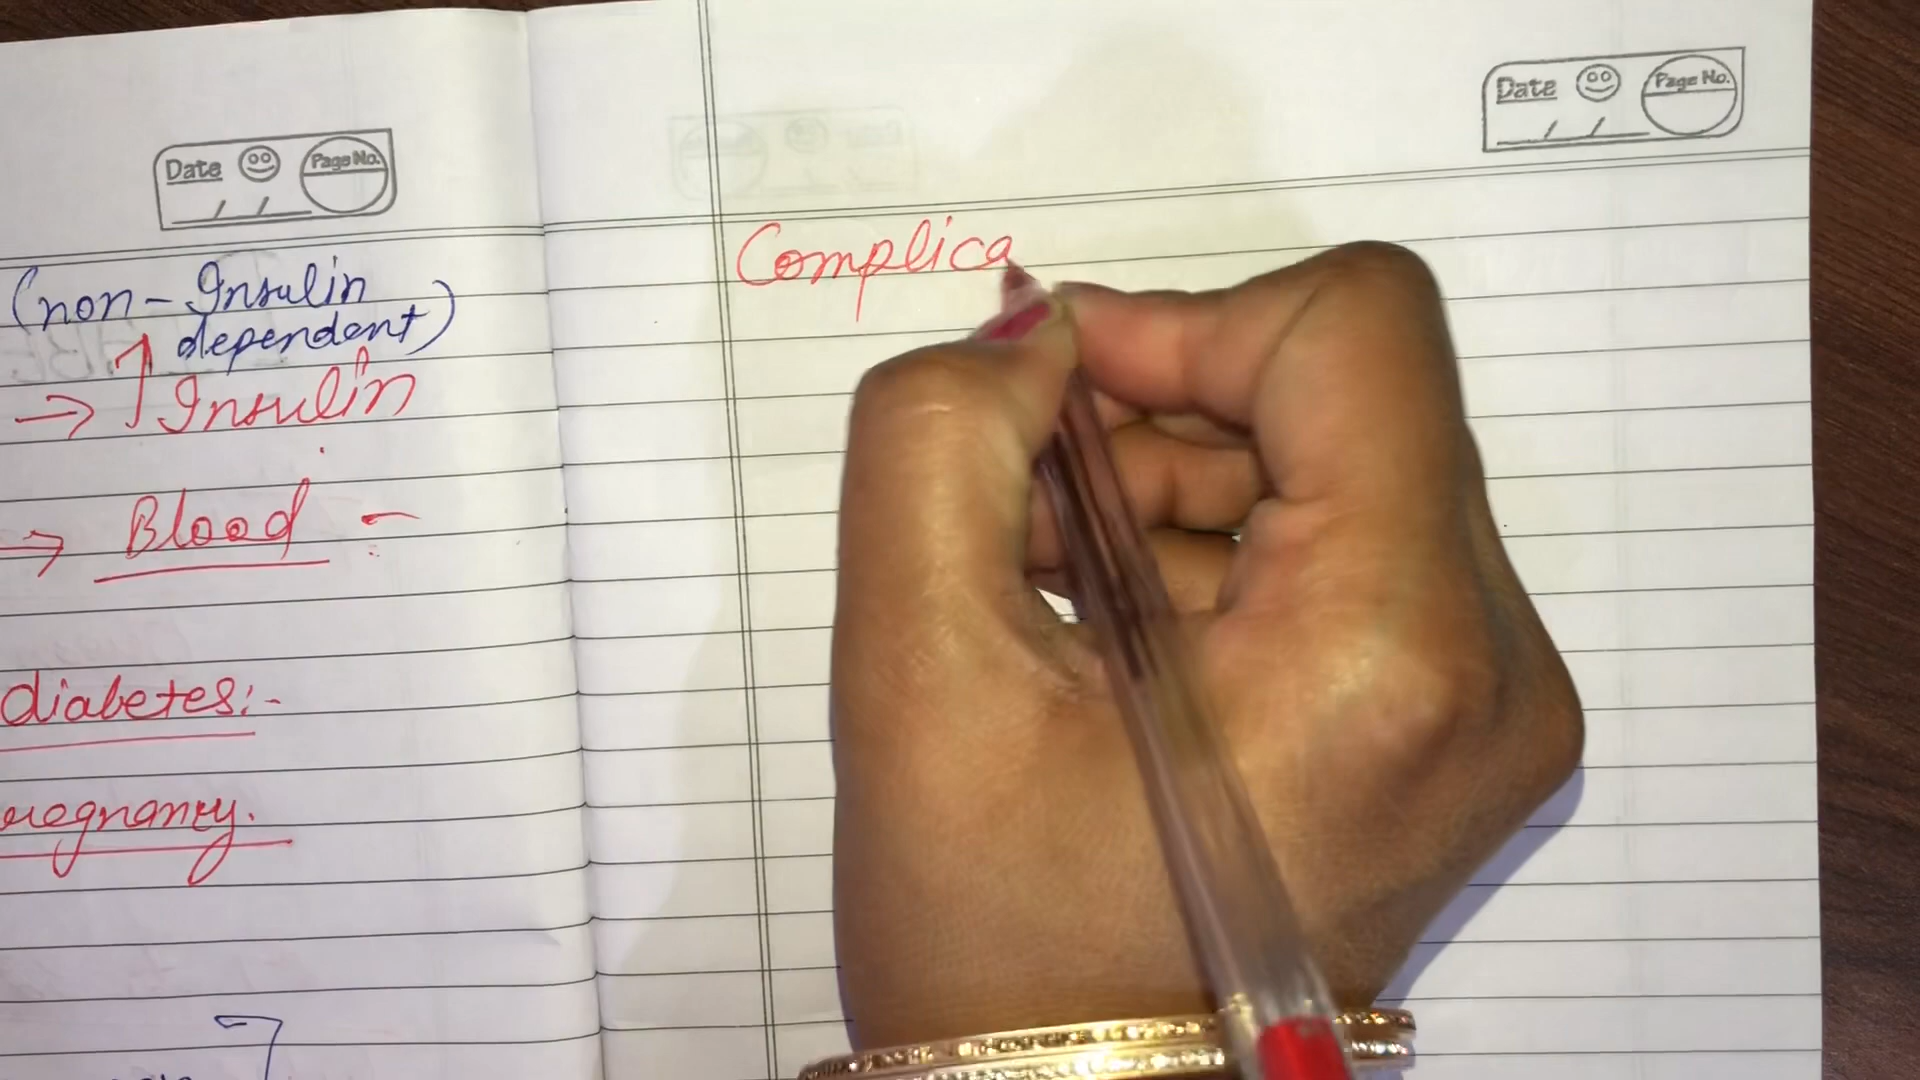 Date Page No.
(non-Insulin
dependent)
→ ↑ Insulin
→ Blood :-
diabetes:-
regnancy.
Date Page No.
Complica